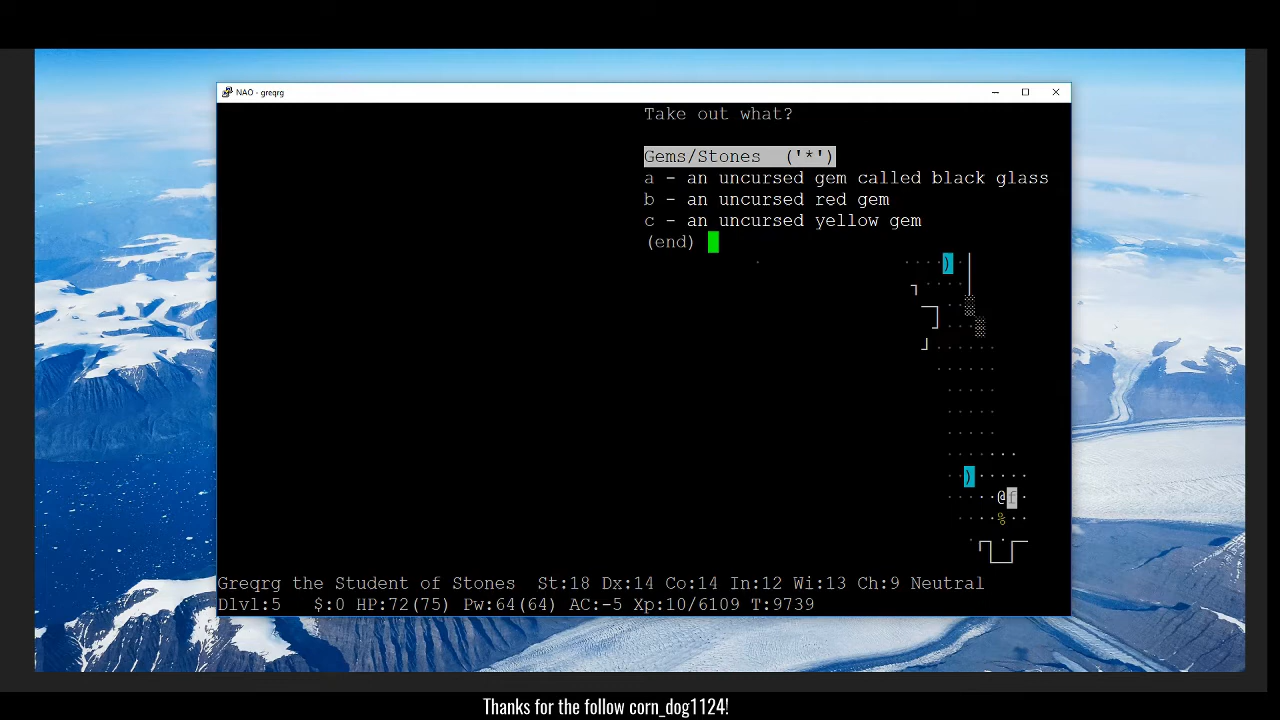 NAO - greqrg
Take out what?
Gems/Stones ('*')
a - an uncursed gem called black glass
b - an uncursed red gem
c - an uncursed yellow gem
(end)
Greqrg the Student of Stones St:18 Dx:14 Co:14 In:12 Wi:13 Ch:9 Neutral
Dlvl:5 $:0 HP:72(75) Pw:64(64) AC:-5 Xp:10/6109 T:9739
Thanks for the follow corn_dog1124!